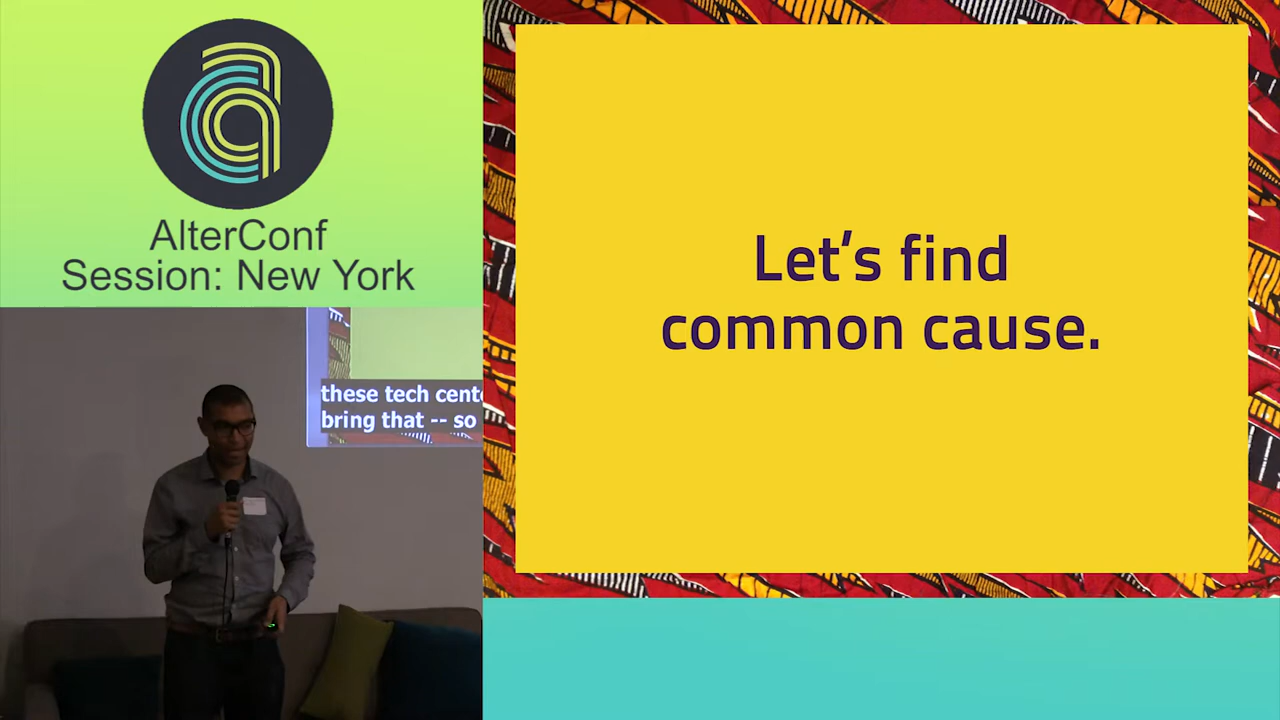 AlterConf
Session: New York
these tech cent
bring that -- so
Let's find
common cause.